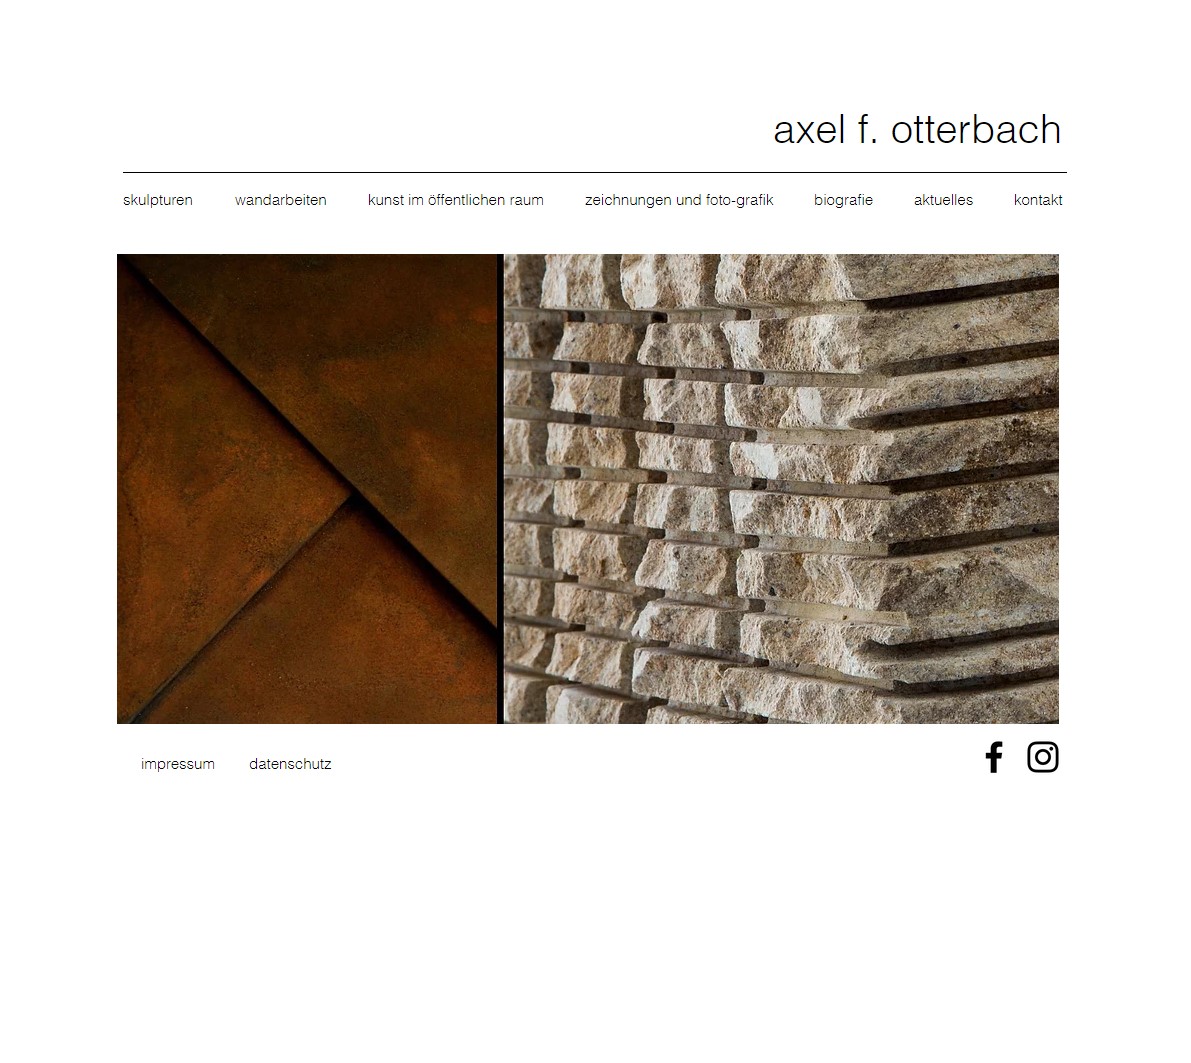 axel f. otterbach
skulpturen wandarbeiten kunst im öffentlichen raum zeichnungen und foto-grafik biografie aktuelles kontakt
impressum datenschutz